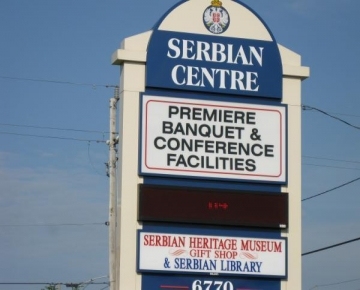 SERBIAN
CENTRE
PREMIERE
BANQUET &
CONFERENCE
FACILITIES
SERBIAN HERITAGE MUSEUM
GIFT SHOP
& SERBIAN LIBRARY
6770